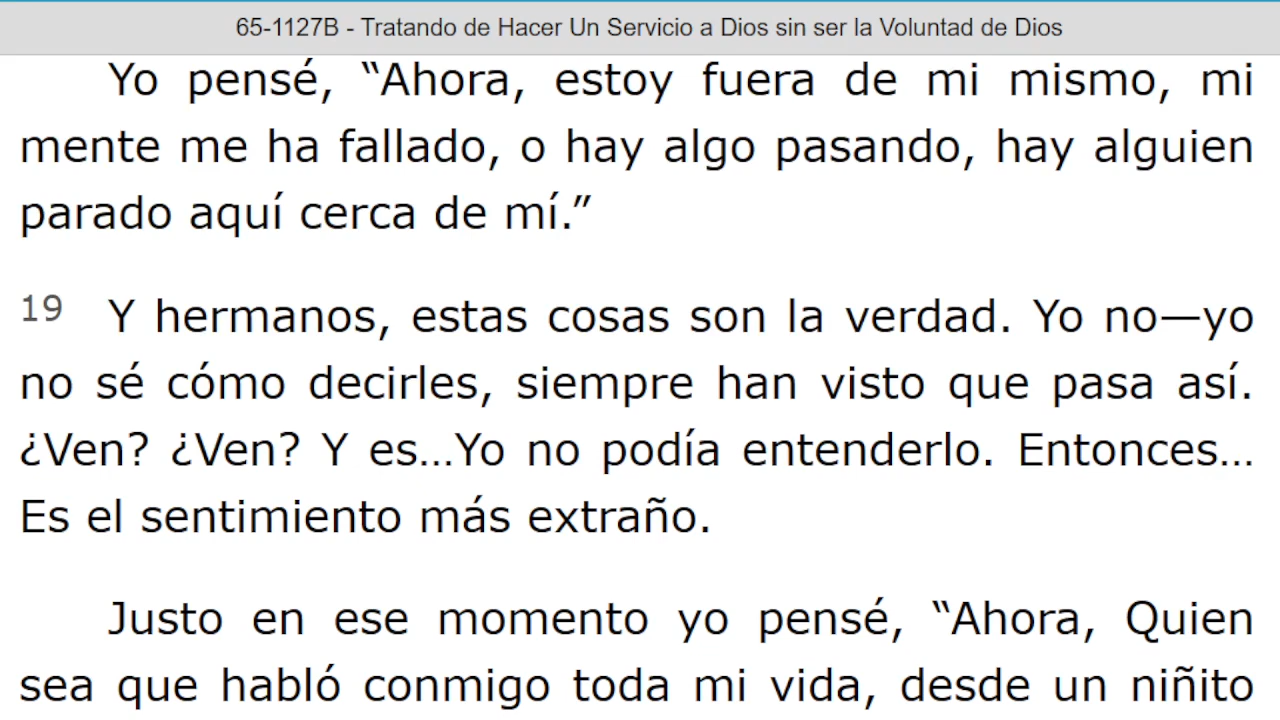 65-1127B - Tratando de Hacer Un Servicio a Dios sin ser la Voluntad de Dios
Yo pensé, “Ahora, estoy fuera de mi mismo, mi
mente me ha fallado, o hay algo pasando, hay alguien
parado aquí cerca de mí.”
19 Y hermanos, estas cosas son la verdad. Yo no—yo
no sé cómo decirles, siempre han visto que pasa así.
¿Ven? ¿Ven? Y es...Yo no podía entenderlo. Entonces...
Es el sentimiento más extraño.
Justo en ese momento yo pensé, “Ahora, Quien
sea que habló conmigo toda mi vida, desde un niñito